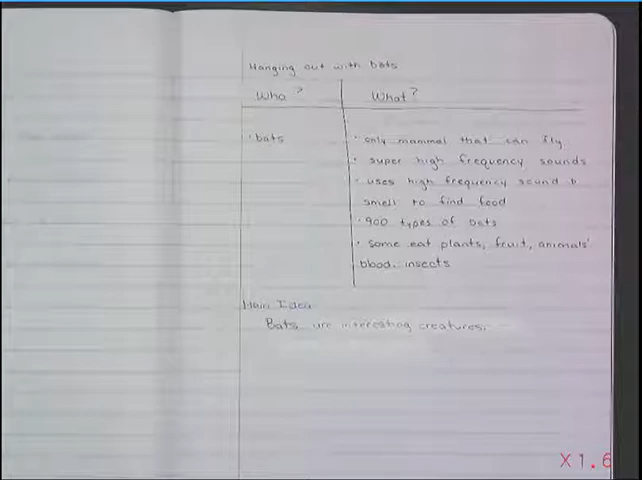 Hanging out with bats
Who? What?
· bats · only mammal that can fly
· super high frequency sounds
· uses high frequency sound &
smell to find food
· 900 types of bats
· some eat plants, fruit, animals'
blood, insects
Main Idea
Bats are interesting creatures.
X1.6